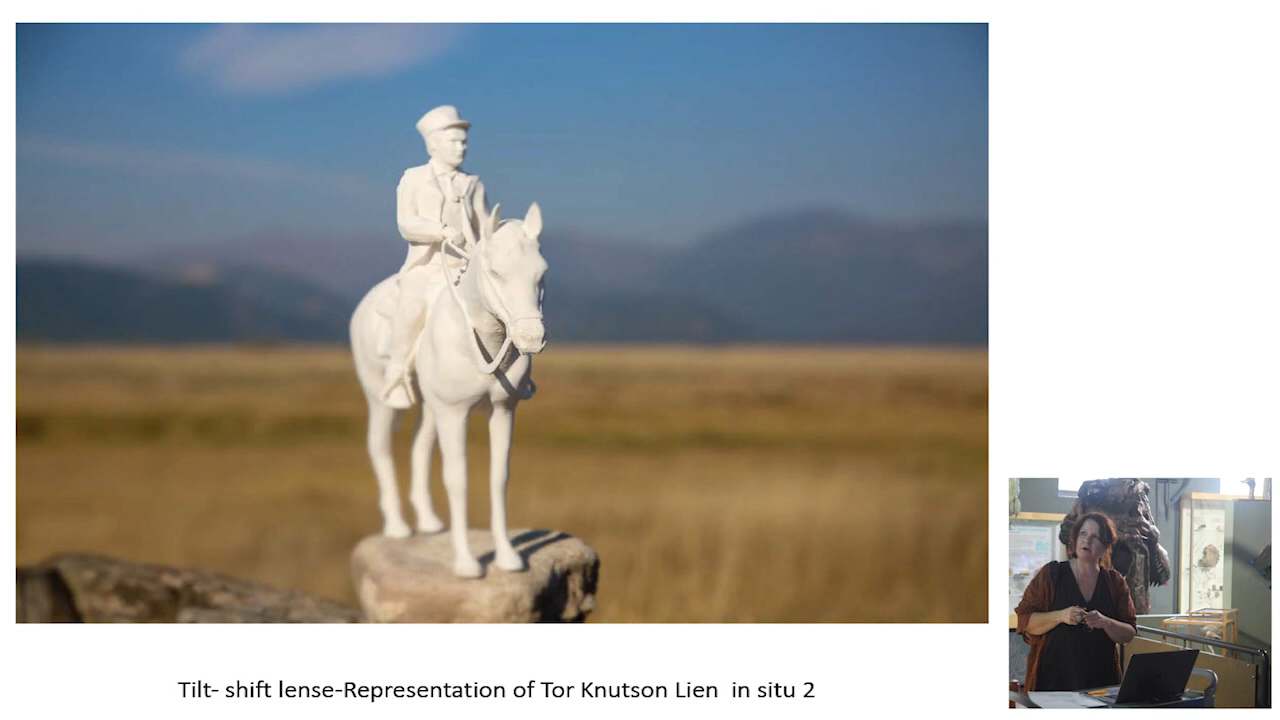 Tilt- shift lense-Representation of Tor Knutson Lien  in situ 2